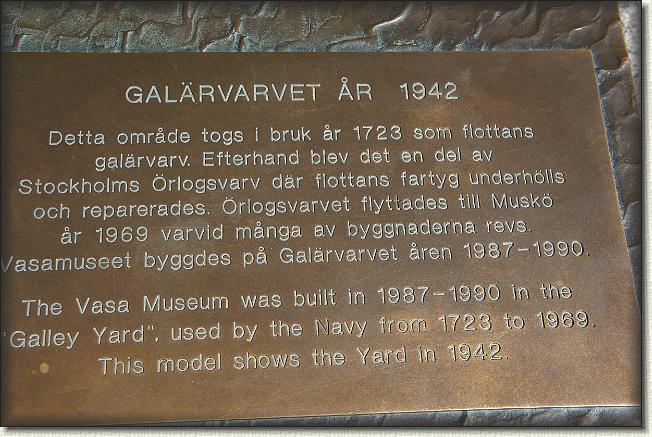 GALÄRVARVET ÅR 1942
Detta område togs i bruk år 1723 som flottans
galärvarv. Efterhand blev det en del av
Stockholms Örlogsvarv där flottans fartyg underhölls
och reparerades. Örlogsvarvet flyttades till Muskö
år 1969 varvid många av byggnaderna revs.
Vasamuseet byggdes på Galärvarvet åren 1987-1990.
The Vasa Museum was built in 1987-1990 in the
"Galley Yard", used by the Navy from 1723 to 1969.
This model shows the Yard in 1942.